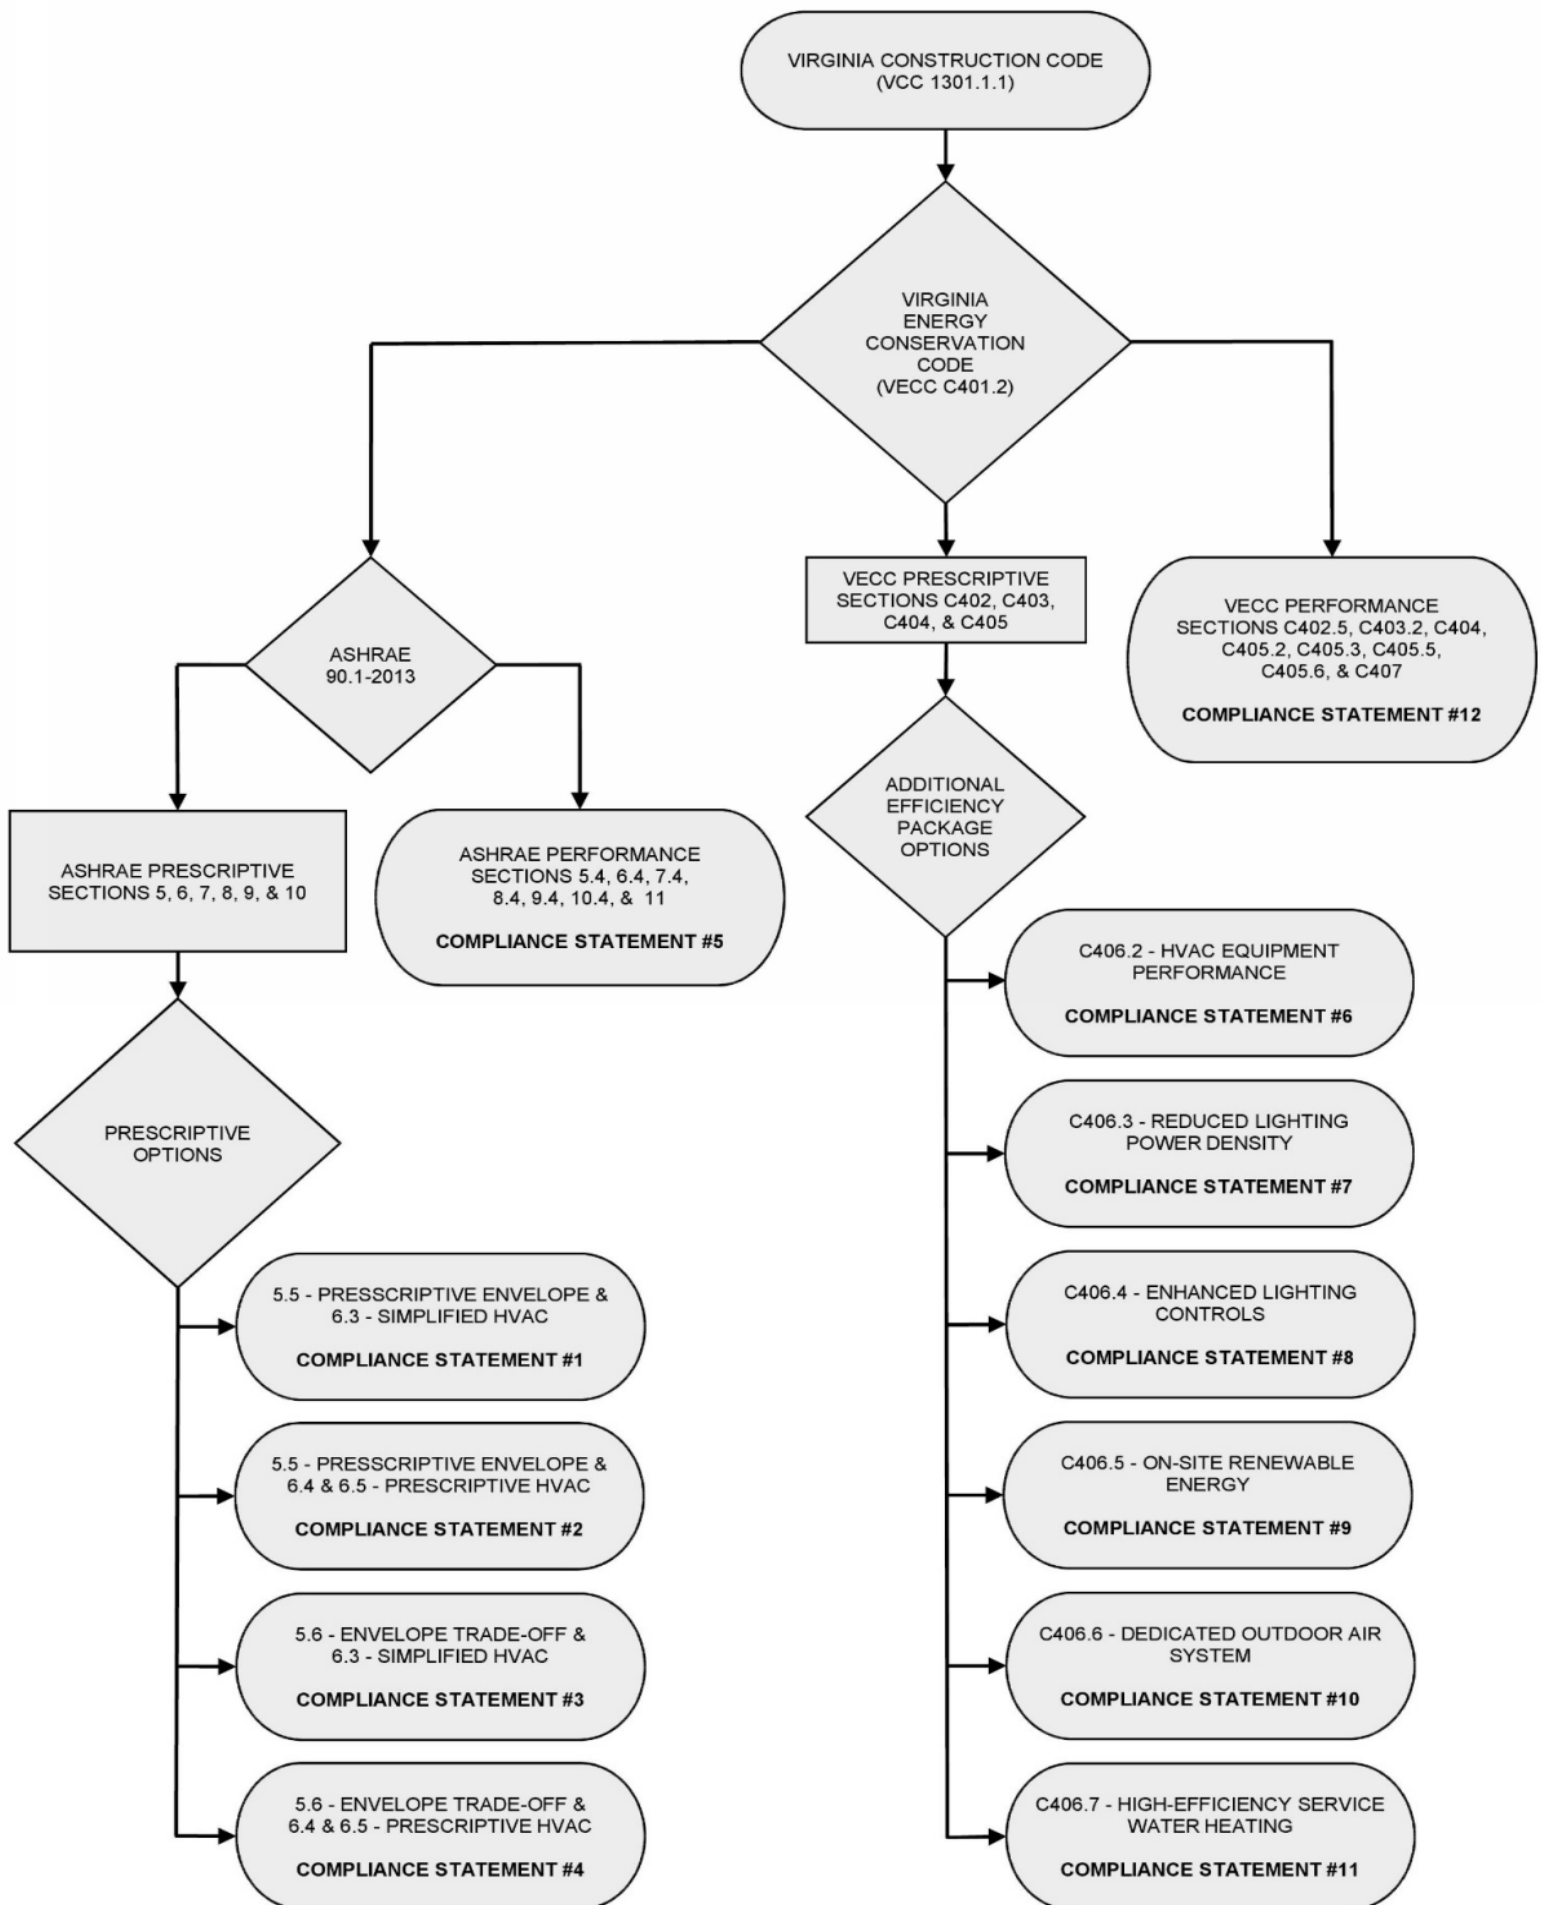 VIRGINIA CONSTRUCTION CODE
(VCC 1301.1.1)
VIRGINIA
ENERGY
CONSERVATION
CODE
(VECC C401.2)
ASHRAE
90.1-2013
VECC PRESCRIPTIVE
SECTIONS C402, C403,
C404, & C405
VECC PERFORMANCE
SECTIONS C402.5, C403.2, C404,
C405.2, C405.3, C405.5,
C405.6, & C407
COMPLIANCE STATEMENT #12
ASHRAE PRESCRIPTIVE
SECTIONS 5, 6, 7, 8, 9, & 10
ASHRAE PERFORMANCE
SECTIONS 5.4, 6.4, 7.4,
8.4, 9.4, 10.4, & 11
COMPLIANCE STATEMENT #5
ADDITIONAL
EFFICIENCY
PACKAGE
OPTIONS
PRESCRIPTIVE
OPTIONS
5.5 - PRESSCRIPTIVE ENVELOPE &
6.3 - SIMPLIFIED HVAC
COMPLIANCE STATEMENT #1
5.5 - PRESSCRIPTIVE ENVELOPE &
6.4 & 6.5 - PRESCRIPTIVE HVAC
COMPLIANCE STATEMENT #2
5.6 - ENVELOPE TRADE-OFF &
6.3 - SIMPLIFIED HVAC
COMPLIANCE STATEMENT #3
5.6 - ENVELOPE TRADE-OFF &
6.4 & 6.5 - PRESCRIPTIVE HVAC
COMPLIANCE STATEMENT #4
C406.2 - HVAC EQUIPMENT
PERFORMANCE
COMPLIANCE STATEMENT #6
C406.3 - REDUCED LIGHTING
POWER DENSITY
COMPLIANCE STATEMENT #7
C406.4 - ENHANCED LIGHTING
CONTROLS
COMPLIANCE STATEMENT #8
C406.5 - ON-SITE RENEWABLE
ENERGY
COMPLIANCE STATEMENT #9
C406.6 - DEDICATED OUTDOOR AIR
SYSTEM
COMPLIANCE STATEMENT #10
C406.7 - HIGH-EFFICIENCY SERVICE
WATER HEATING
COMPLIANCE STATEMENT #11